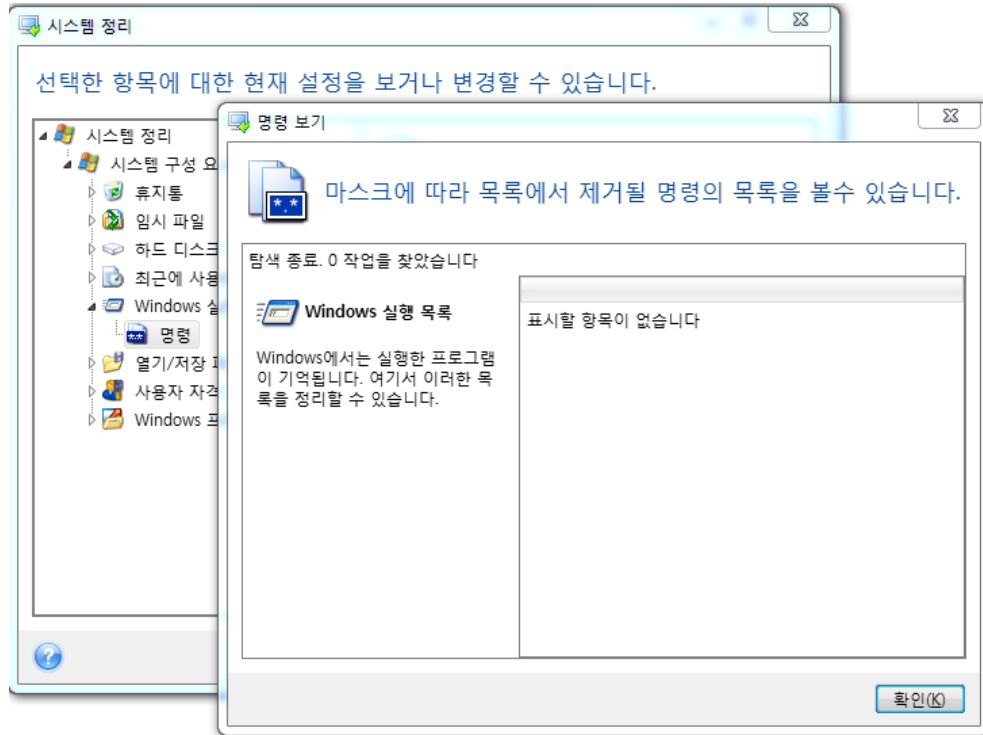 시스템 정리
선택한 항목에 대한 현재 설정을 보거나 변경할 수 있습니다.
시스템 정리
시스템 구성 요
휴지통
임시 파일
하드 디스크
최근에 사용
Windows 실
명령
열기/저장
사용자 자격
Windows 프
명령 보기
*.*
마스크에 따라 목록에서 제거될 명령의 목록을 볼수 있습니다.
탐색 종료. 0 작업을 찾았습니다
Windows 실행 목록
Windows에서는 실행한 프로그램
이 기억됩니다. 여기서 이러한 목
록을 정리할 수 있습니다.
표시할 항목이 없습니다
확인(K)